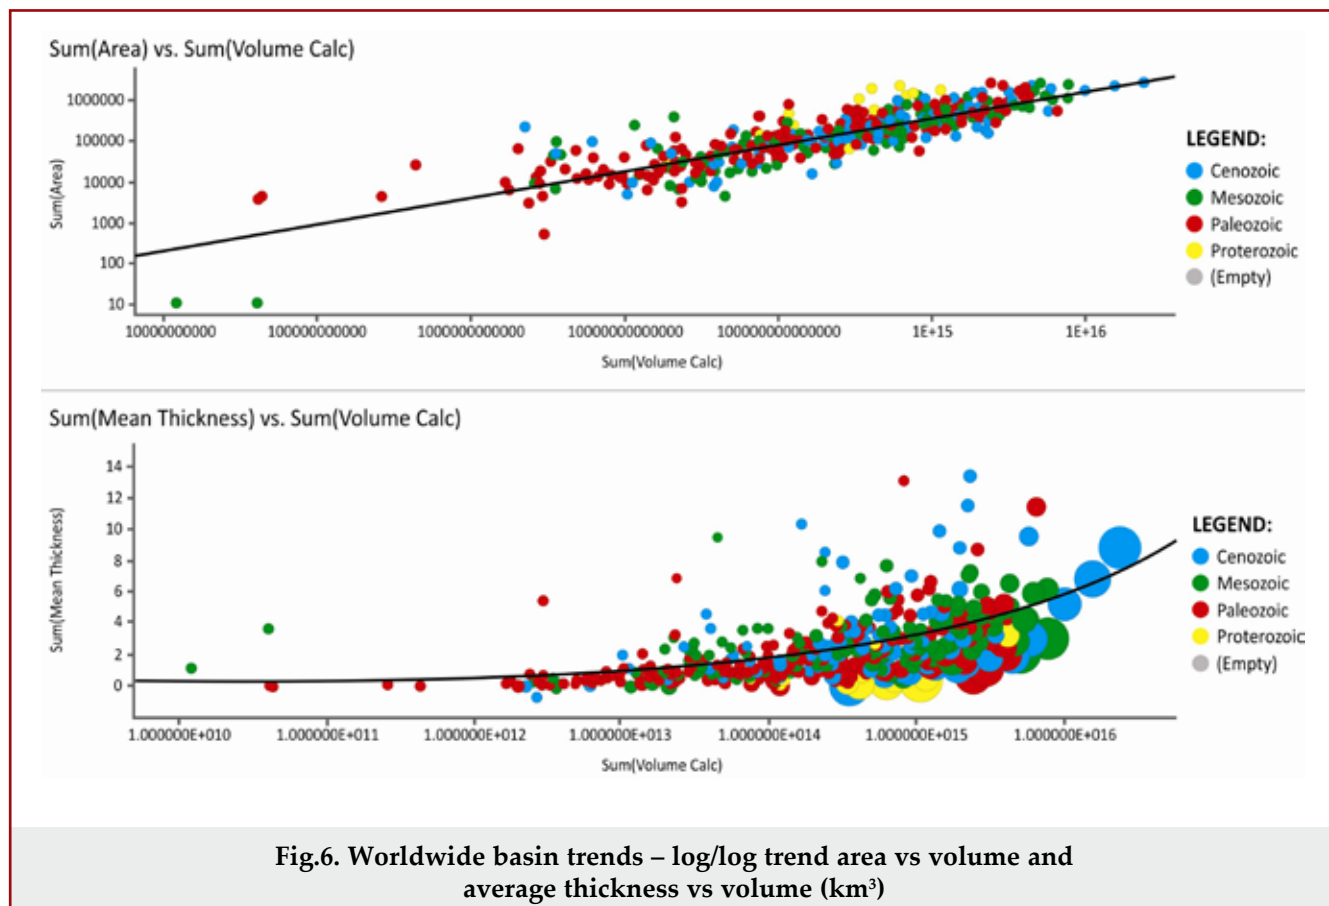 Sum(Area) vs. Sum(Volume Calc)
1000000
100000
10000
1000
100
10
Sum(Area)
10000000000
100000000000
1000000000000
10000000000000
100000000000000
1E+15
1E+16
Sum(Volume Calc)
LEGEND:
Cenozoic
Mesozoic
Paleozoic
Proterozoic
(Empty)
Sum(Mean Thickness) vs. Sum(Volume Calc)
14
12
10
8
6
4
2
0
Sum(Mean Thickness)
1.000000E+010
1.000000E+011
1.000000E+012
1.000000E+013
1.000000E+014
1.000000E+015
1.000000E+016
Sum(Volume Calc)
LEGEND:
Cenozoic
Mesozoic
Paleozoic
Proterozoic
(Empty)
Fig.6. Worldwide basin trends – log/log trend area vs volume and
average thickness vs volume (km³)